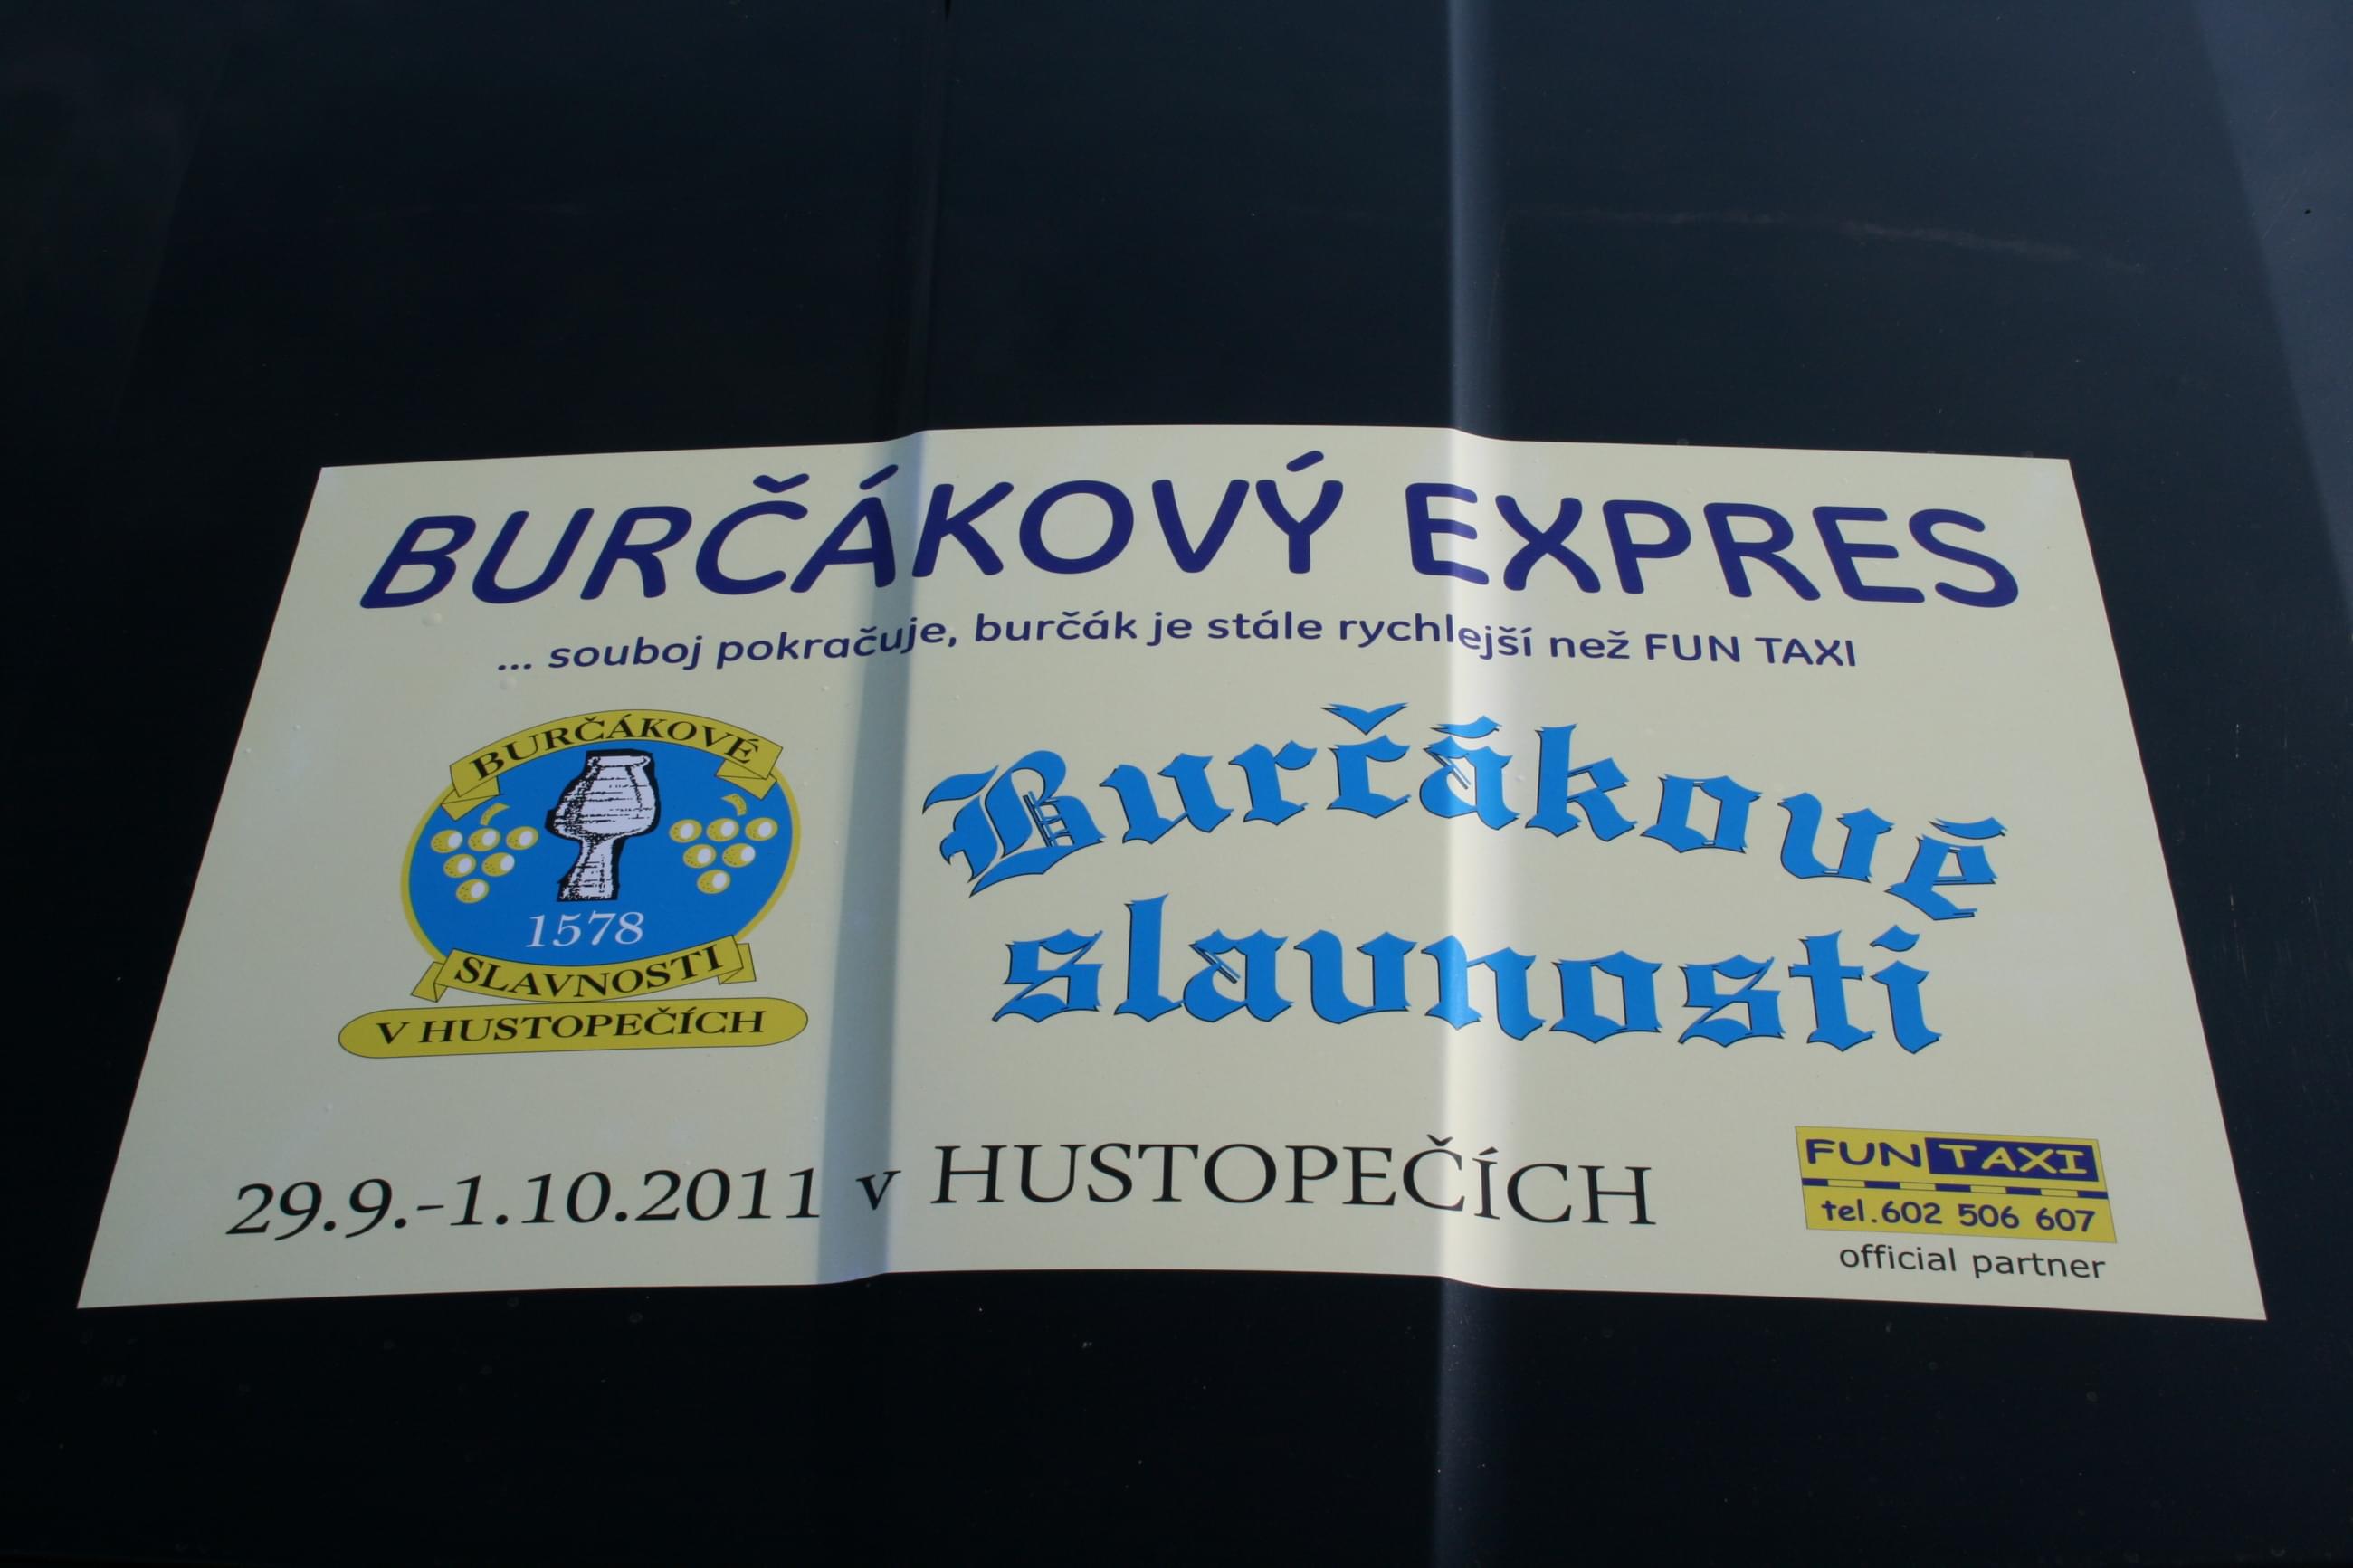 BURČÁKOVÝ EXPRES
... souboj pokračuje, burčák je stále rychlejší než FUN TAXI
BURČÁKOVÉ
1578
SLAVNOSTI
V HUSTOPEČÍCH
Burčákové
slavnosti
29.9.-1.10.2011 v HUSTOPEČÍCH
FUN TAXI
tel.602 506 607
official partner